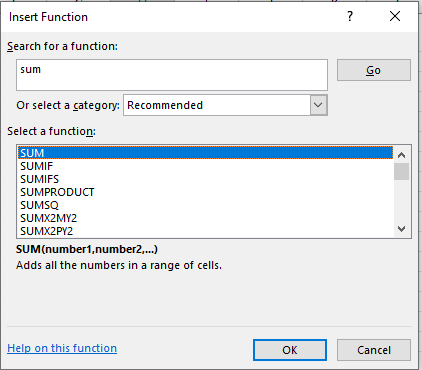 Insert Function
?
Search for a function:
sum
Go
Or select a category: Recommended
Select a function:
SUM
SUMIF
SUMIFS
SUMPRODUCT
SUMSQ
SUMX2MY2
SUMX2PY2
SUM(number1,number2,...)
Adds all the numbers in a range of cells.
Help on this function
OK
Cancel